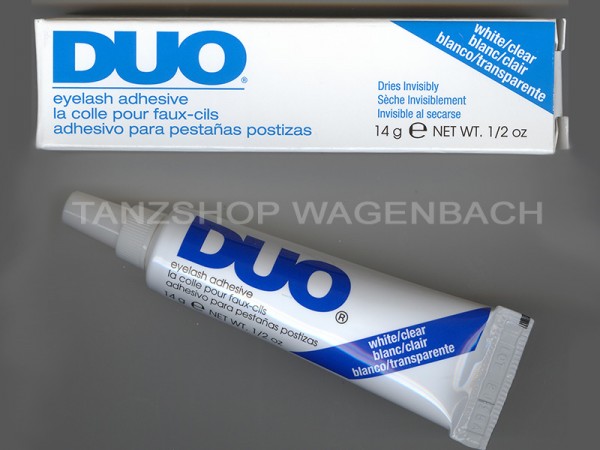 DUO®
eyelash adhesive
la colle pour faux-cils
adhesivo para pestañas postizas
white/clear
blanc/clair
blanco/transparente
Dries Invisibly
Sèche Invisiblement
Invisible al secarse
14 g ℮ NET WT. 1/2 oz
TANZSHOP WAGENBACH
DUO®
eyelash adhesive
la colle pour faux-cils
adhesivo para pestañas postizas
14 g ℮ NET WT. 1/2 oz
white/clear
blanc/clair
blanco/transparente